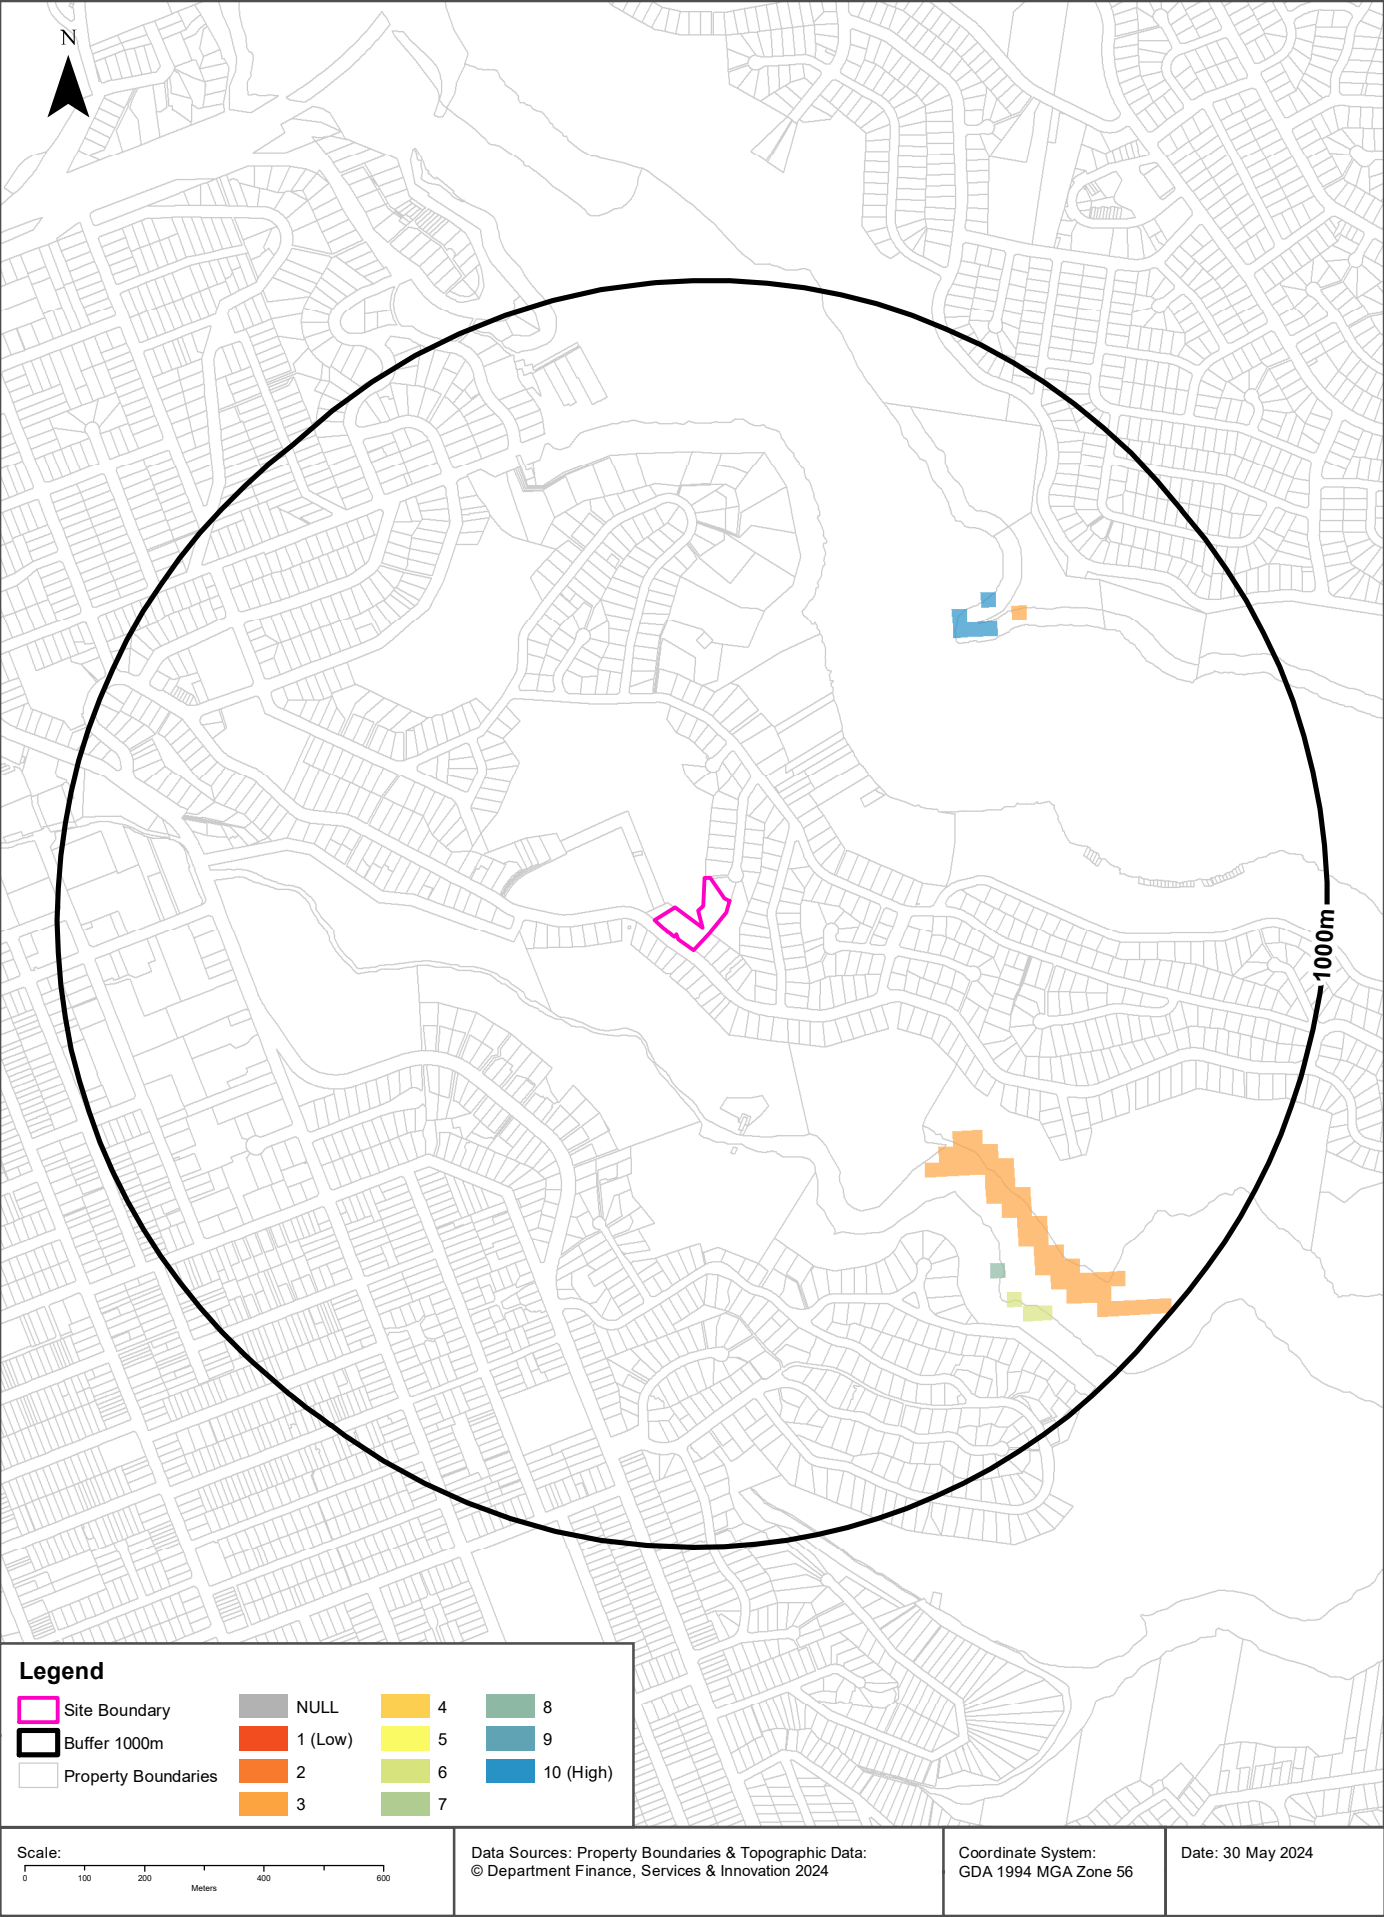 N
1000m
Legend
Site Boundary
Buffer 1000m
Property Boundaries
NULL
1 (Low)
2
3
4
5
6
7
8
9
10 (High)
Scale:
0 100 200 400 600
Meters
Data Sources: Property Boundaries & Topographic Data:
© Department Finance, Services & Innovation 2024
Coordinate System:
GDA 1994 MGA Zone 56
Date: 30 May 2024